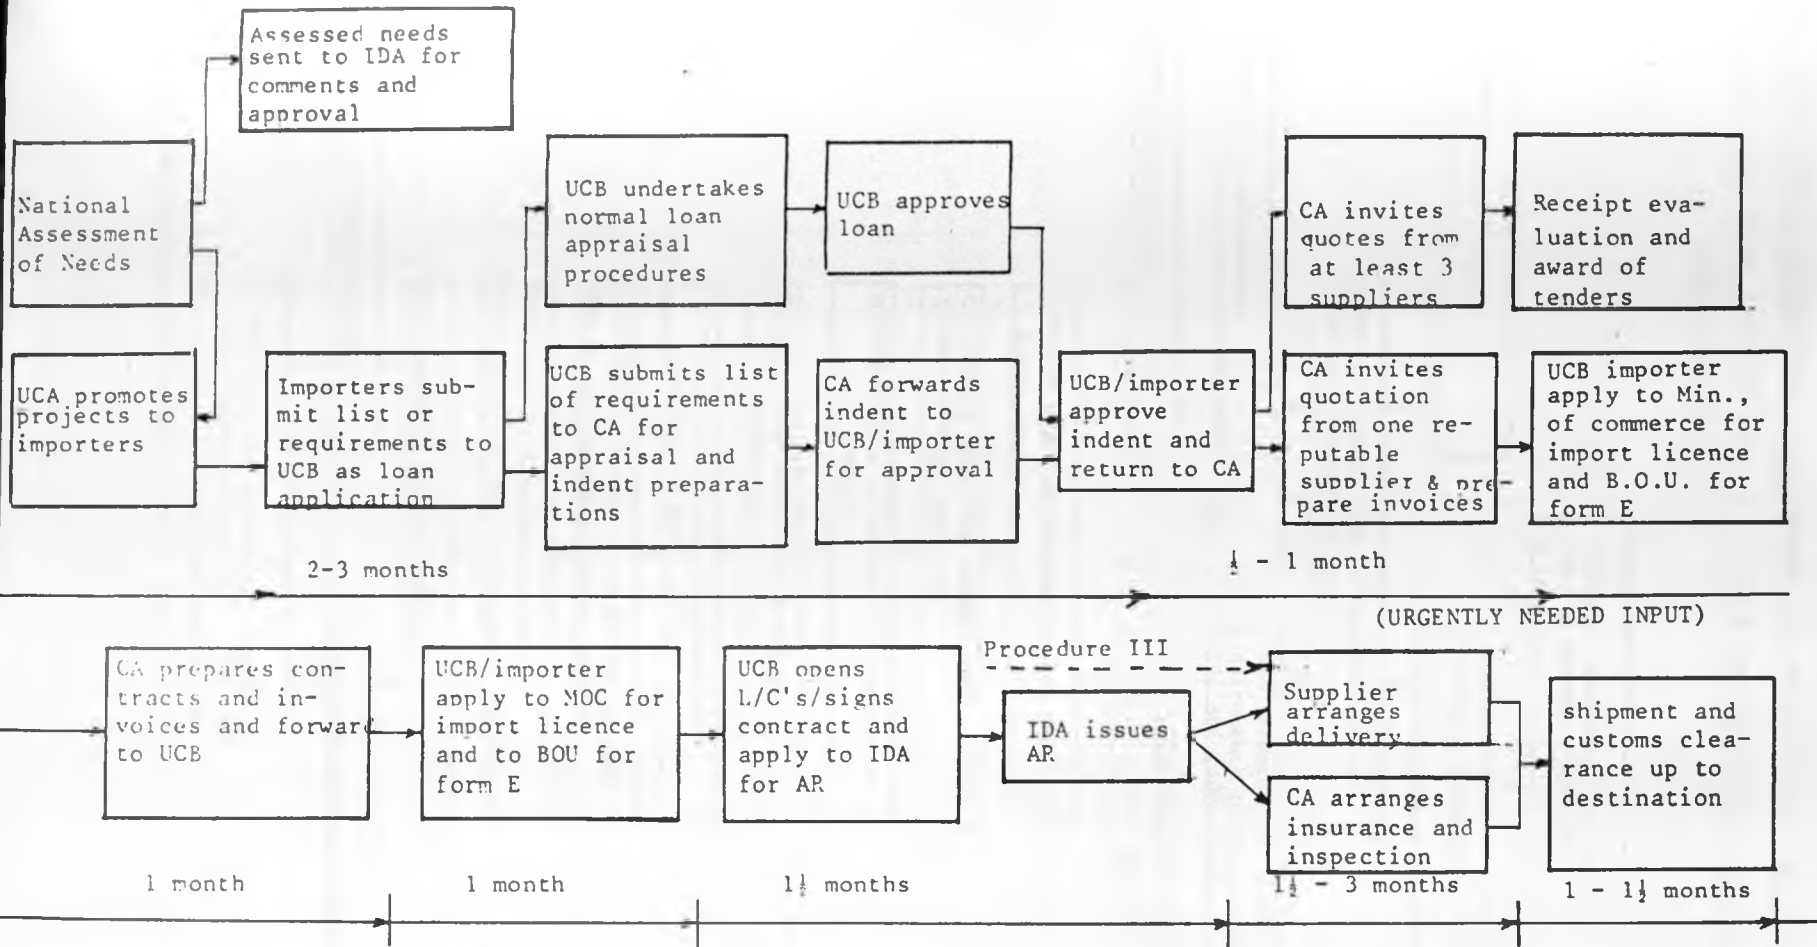 Assessed needs
sent to IDA for
comments and
approval
National
Assessment
of Needs
UCB undertakes
normal loan
appraisal
procedures
UCB approves
loan
CA invites
quotes from
at least 3
suppliers
Receipt eva-
luation and
award of
tenders
UCA promotes
projects to
importers
Importers sub-
mit list or
requirements to
UCB as loan
application
UCB submits list
of requirements
to CA for
appraisal and
indent prepara-
tions
CA forwards
indent to
UCB/importer
for approval
UCB/importer
approve
indent and
return to CA
CA invites
quotation
from one re-
putable
supplier & pre-
pare invoices
UCB importer
apply to Min.,
of commerce for
import licence
and B.O.U. for
form E
2-3 months
½ - 1 month
(URGENTLY NEEDED INPUT)
CA prepares con-
tracts and in-
voices and forward
to UCB
UCB/importer
apply to MOC for
import licence
and to BOU for
form E
UCB opens
L/C's/signs
contract and
apply to IDA
for AR
Procedure III
IDA issues
AR
Supplier
arranges
delivery
CA arranges
insurance and
inspection
shipment and
customs clea-
rance up to
destination
1 month
1 month
1½ months
1½ - 3 months
1 - 1½ months